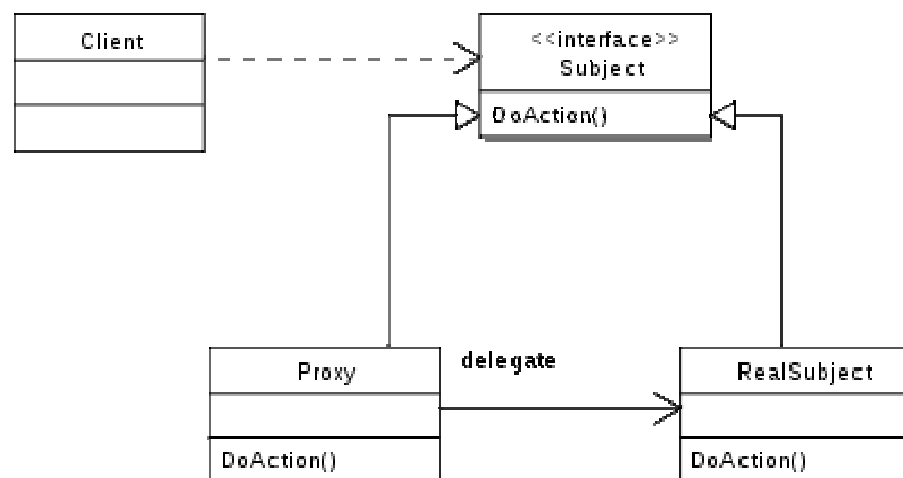 Client
<<interface>>
Subject
DoAction()
Proxy
delegate
RealSubject
DoAction()
DoAction()